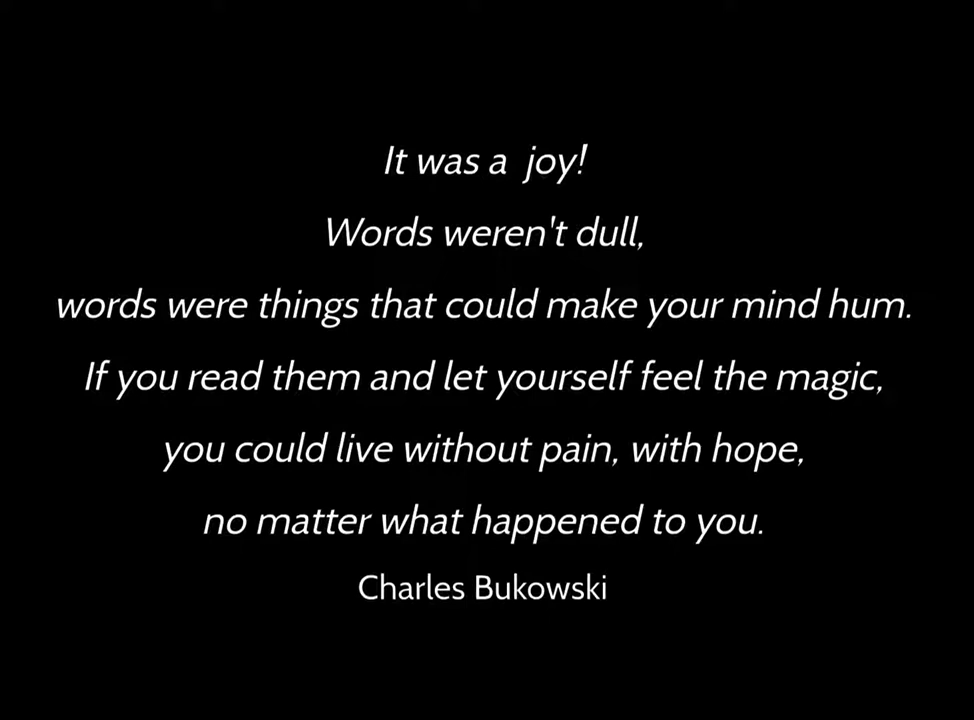 It was a joy!
Words weren't dull,
words were things that could make your mind hum.
If you read them and let yourself feel the magic,
you could live without pain, with hope,
no matter what happened to you.
Charles Bukowski